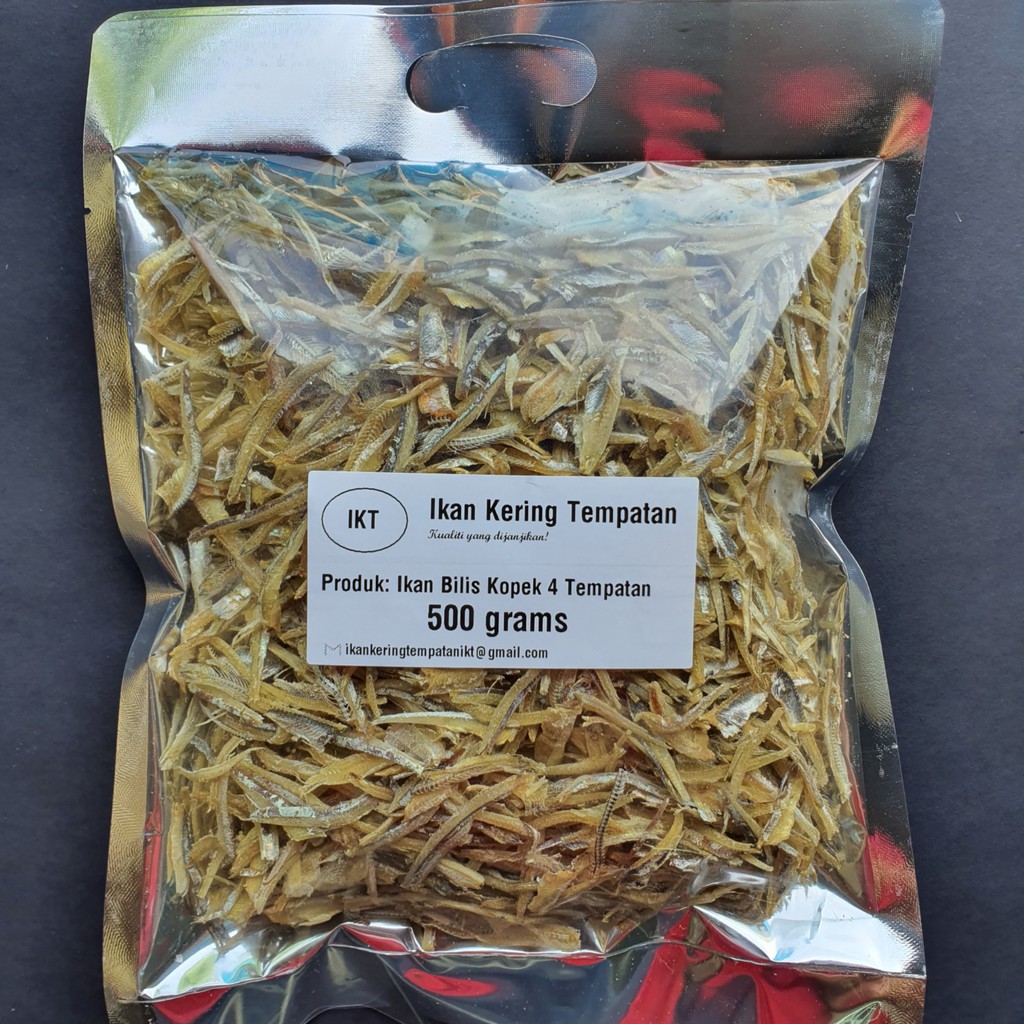 IKT
Ikan Kering Tempatan
Kualiti yang dijanjikan!
Produk: Ikan Bilis Kopek 4 Tempatan
500 grams
ikankeringtempatanikt@gmail.com